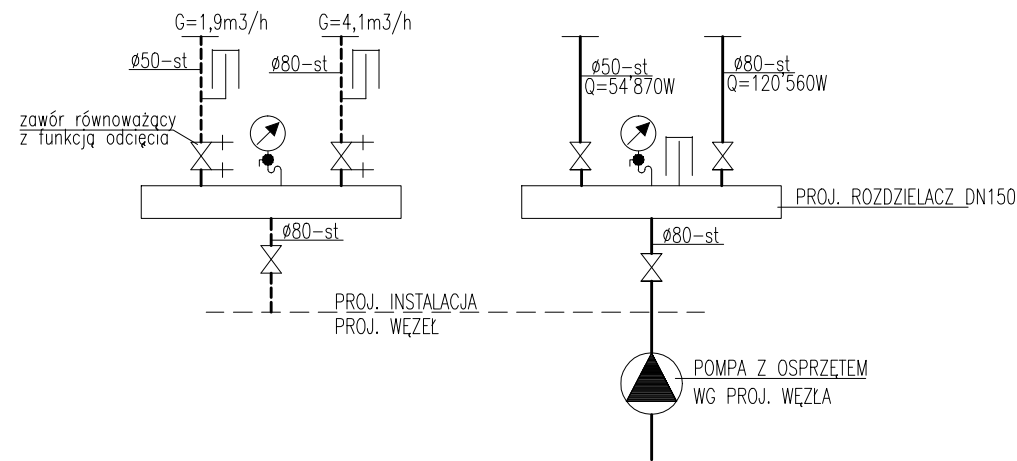 G=1,9m3/h
G=4,1m3/h
ø50-st
ø80-st
ø50-st
Q=54'870W
ø80-st
Q=120'560W
zawór równoważący
z funkcją odcięcia
PROJ. ROZDZIELACZ DN150
ø80-st
ø80-st
PROJ. INSTALACJA
PROJ. WĘZEŁ
POMPA Z OSPRZĘTEM
WG PROJ. WĘZŁA